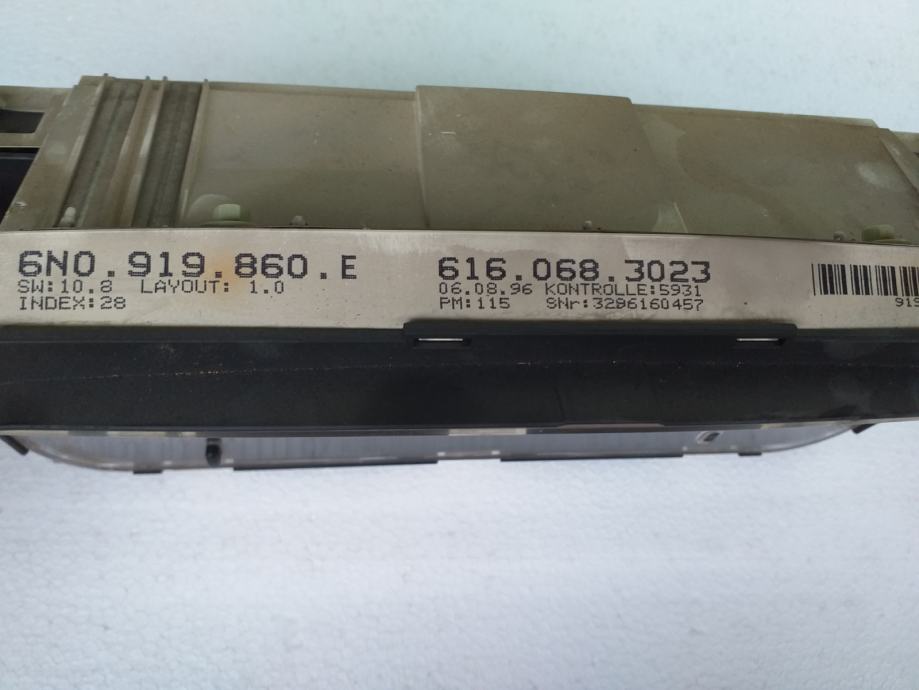 6N0.919.860.E
SW:10.8 LAYOUT: 1.0
INDEX:28
616.068.3023
06.08.96 KONTROLLE:5931
PM:115 SNr:3286160457
919